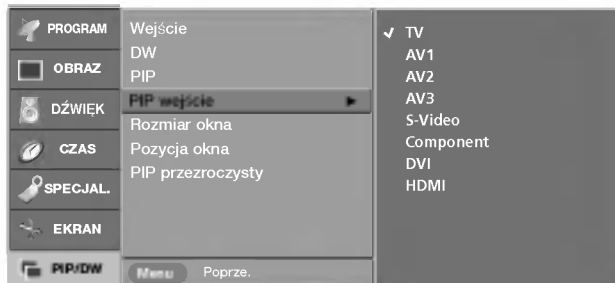 PROGRAM
OBRAZ
DŹWIĘK
CZAS
SPECJAL.
EKRAN
PIP/DW
Wejście
DW
PIP
PIP wejście
Rozmiar okna
Pozycja okna
PIP przezroczysty
Menu Poprze.
TV
AV1
AV2
AV3
S-Video
Component
DVI
HDMI